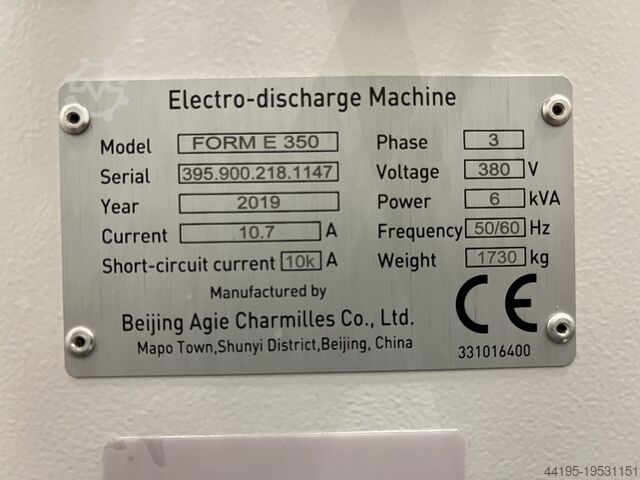 Electro-discharge Machine
Model FORM E 350 Phase 3
Serial 395.900.218.1147 Voltage 380 V
Year 2019 Power 6 kVA
Current 10.7 A Frequency 50/60 Hz
Short-circuit current 10k A Weight 1730 kg
Manufactured by
Beijing Agie Charmilles Co., Ltd.
Mapo Town,Shunyi District,Beijing, China
CE
331016400
44195-19531151